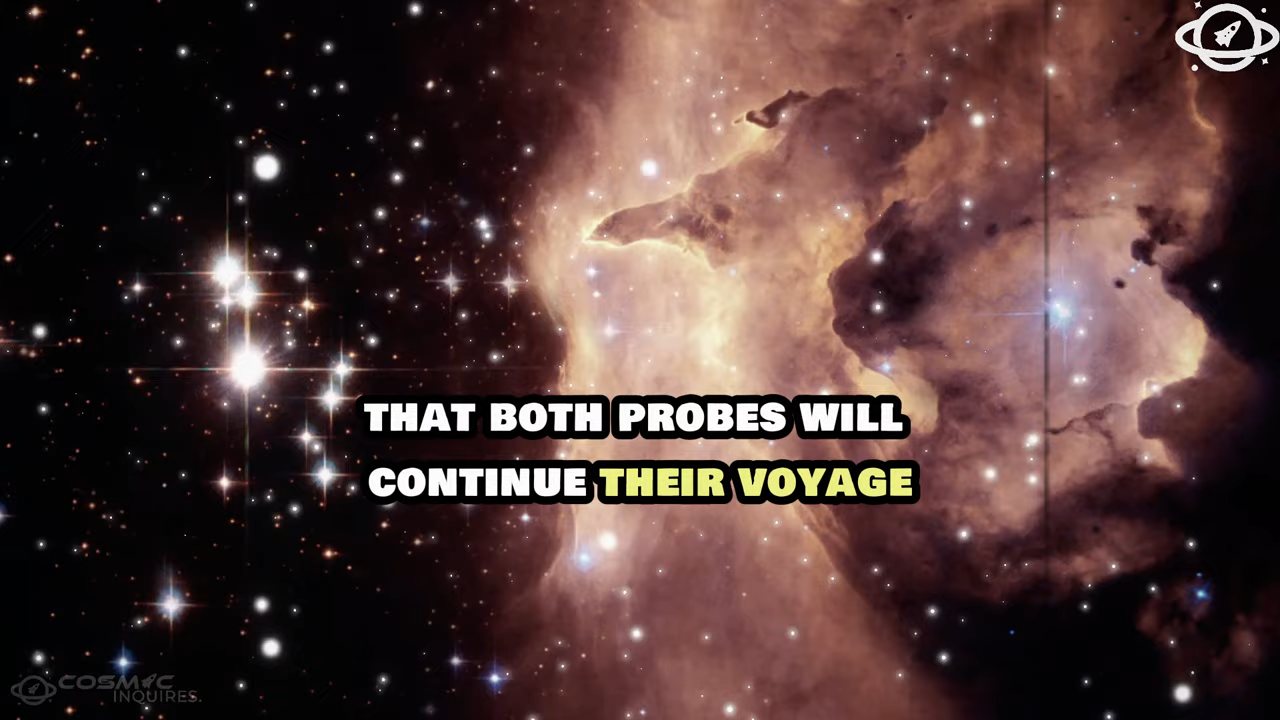 THAT BOTH PROBES WILL
CONTINUE THEIR VOYAGE
COSMIC
INQUIRES.